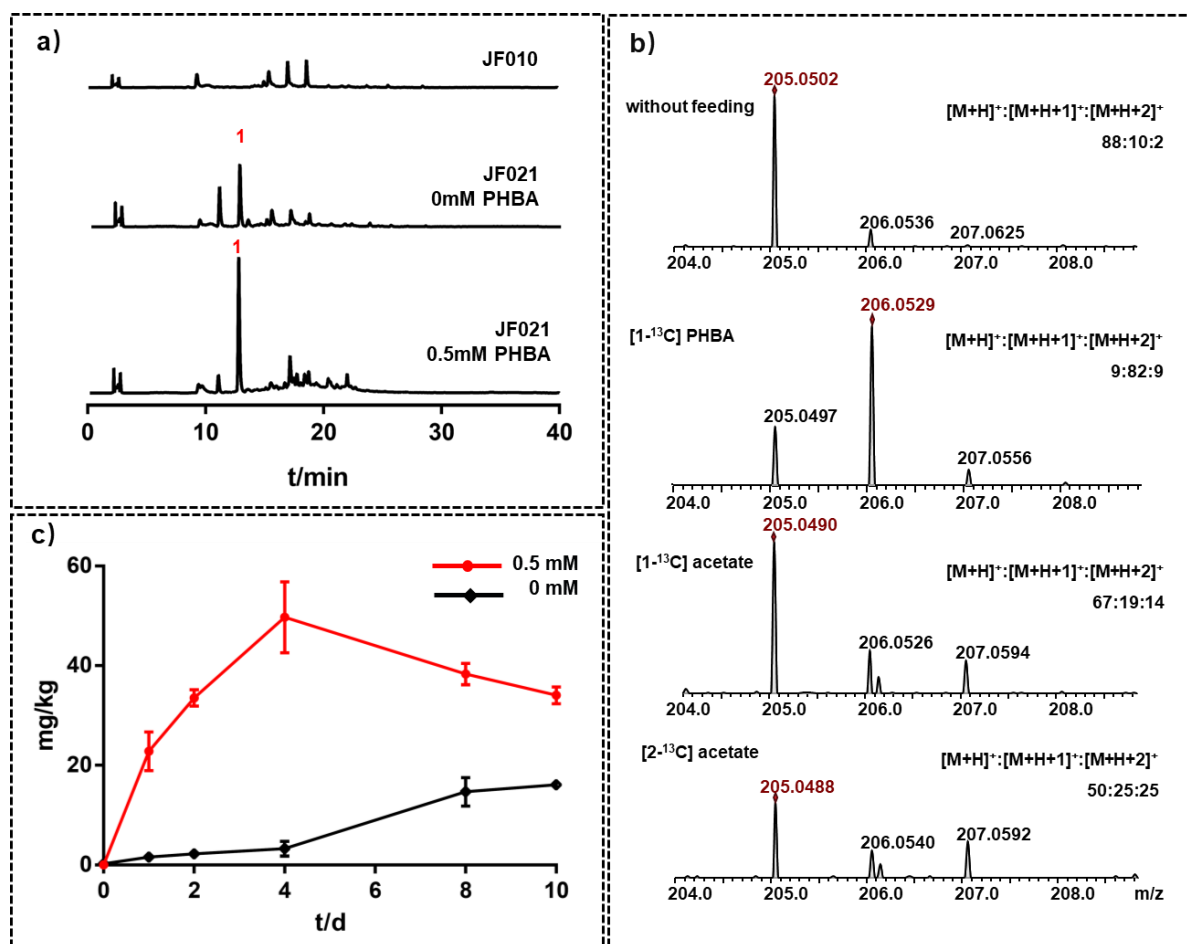 a)
JF010
1
JF021
0mM PHBA
1
JF021
0.5mM PHBA
0 10 20 30 40
t/min
b)
205.0502
without feeding
[M+H]⁺:[M+H+1]⁺:[M+H+2]⁺
88:10:2
206.0536
207.0625
204.0 205.0 206.0 207.0 208.0
206.0529
[1-¹³C] PHBA
[M+H]⁺:[M+H+1]⁺:[M+H+2]⁺
9:82:9
205.0497
207.0556
204.0 205.0 206.0 207.0 208.0
205.0490
[1-¹³C] acetate
[M+H]⁺:[M+H+1]⁺:[M+H+2]⁺
67:19:14
206.0526
207.0594
204.0 205.0 206.0 207.0 208.0
[2-¹³C] acetate
[M+H]⁺:[M+H+1]⁺:[M+H+2]⁺
205.0488
50:25:25
206.0540
207.0592
204.0 205.0 206.0 207.0 208.0 m/z
c)
60
0.5 mM
0 mM
40
mg/kg
20
0
0 2 4 6 8 10
t/d